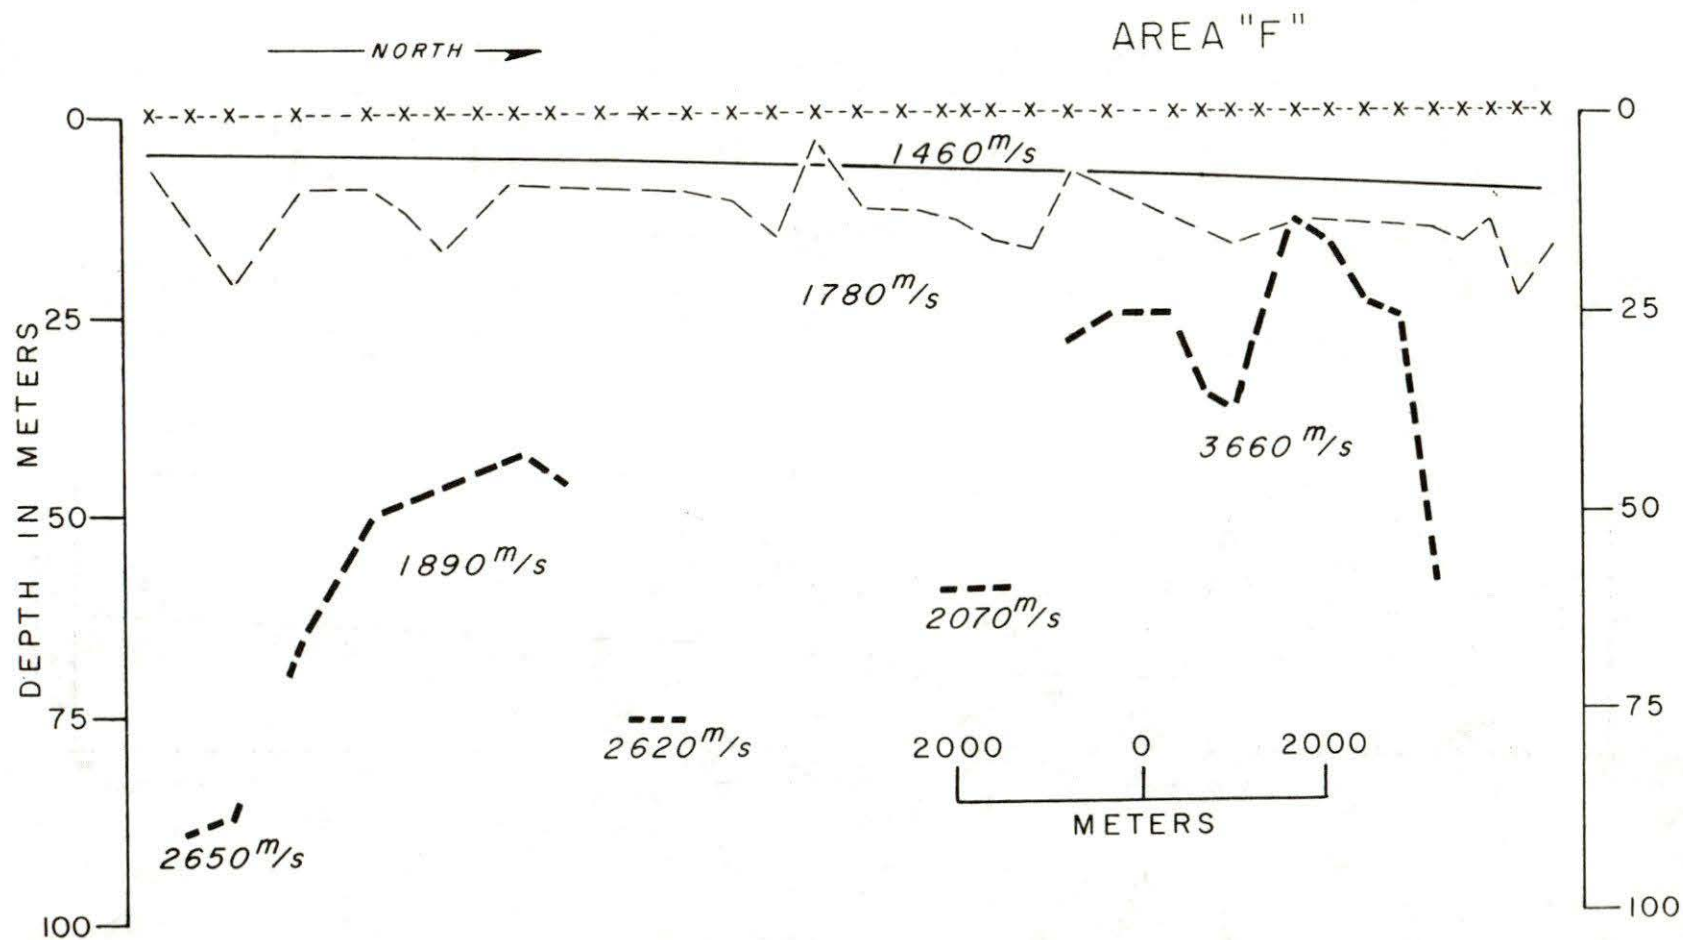 AREA "F"
NORTH
X--X--X----X----X--X--X--X--X--X---X--X--X--X--X--X--X--X-X-X--X--X--X----X-X--X--X-X--X-X--X-X-X-X-X
0
0
1460 m/s
1780 m/s
25
25
3660 m/s
DEPTH IN METERS
50
50
1890 m/s
2070 m/s
75
75
2620 m/s
2000 0 2000
METERS
2650 m/s
100
100